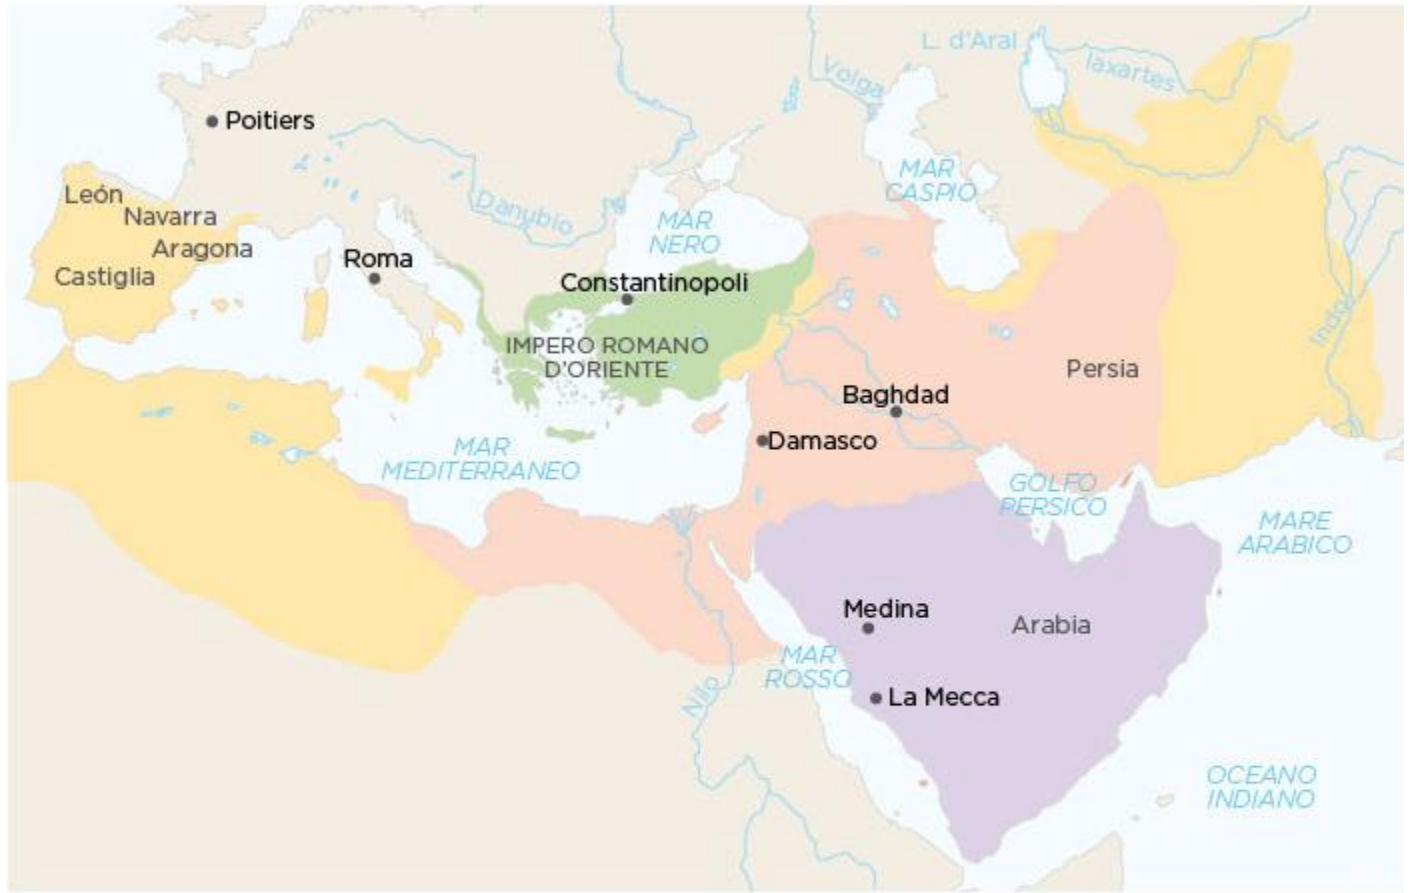 L. d'Aral
Iaxartes
Volga
Poitiers
MAR
CASPIO
León
Navarra
Danubio
MAR
NERO
Aragona
Roma
Castiglia
Constantinopoli
Indo
IMPERO ROMANO
D'ORIENTE
Persia
Baghdad
Damasco
MAR
MEDITERRANEO
GOLFO
PERSICO
MARE
ARABICO
Medina
Arabia
MAR
ROSSO
Nilo
La Mecca
OCEANO
INDIANO